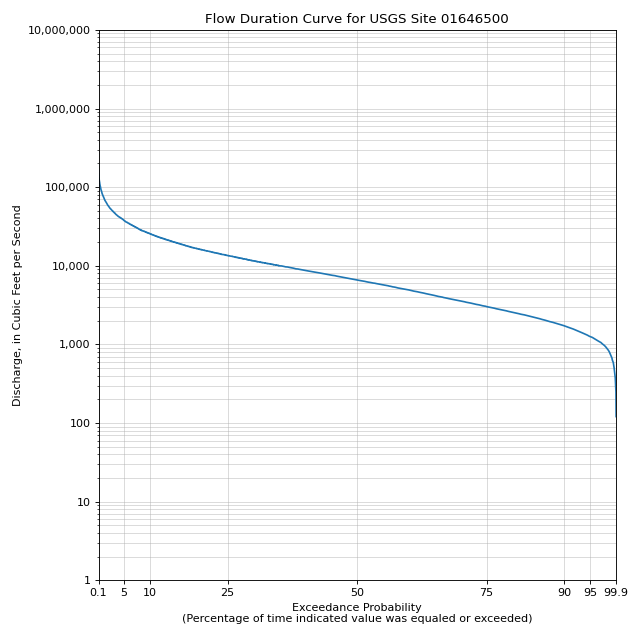 Flow Duration Curve for USGS Site 01646500
10,000,000
1,000,000
100,000
10,000
1,000
100
10
1
Discharge, in Cubic Feet per Second
0.1 5 10 25 50 75 90 95 99.9
Exceedance Probability
(Percentage of time indicated value was equaled or exceeded)